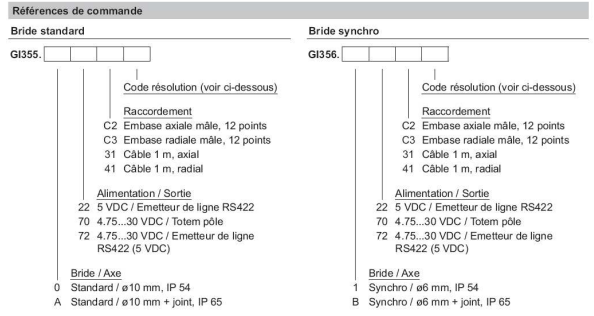 Références de commande
Bride standard
GI355.
Code résolution (voir ci-dessous)
Raccordement
C2 Embase axiale mâle, 12 points
C3 Embase radiale mâle, 12 points
31 Câble 1 m, axial
41 Câble 1 m, radial
Alimentation / Sortie
22 5 VDC / Emetteur de ligne RS422
70 4.75...30 VDC / Totem pôle
72 4.75...30 VDC / Emetteur de ligne
RS422 (5 VDC)
Bride / Axe
0 Standard / ø10 mm, IP 54
A Standard / ø10 mm + joint, IP 65
Bride synchro
GI356.
Code résolution (voir ci-dessous)
Raccordement
C2 Embase axiale mâle, 12 points
C3 Embase radiale mâle, 12 points
31 Câble 1 m, axial
41 Câble 1 m, radial
Alimentation / Sortie
22 5 VDC / Emetteur de ligne RS422
70 4.75...30 VDC / Totem pôle
72 4.75...30 VDC / Emetteur de ligne
RS422 (5 VDC)
Bride / Axe
1 Synchro / ø6 mm, IP 54
B Synchro / ø6 mm + joint, IP 65